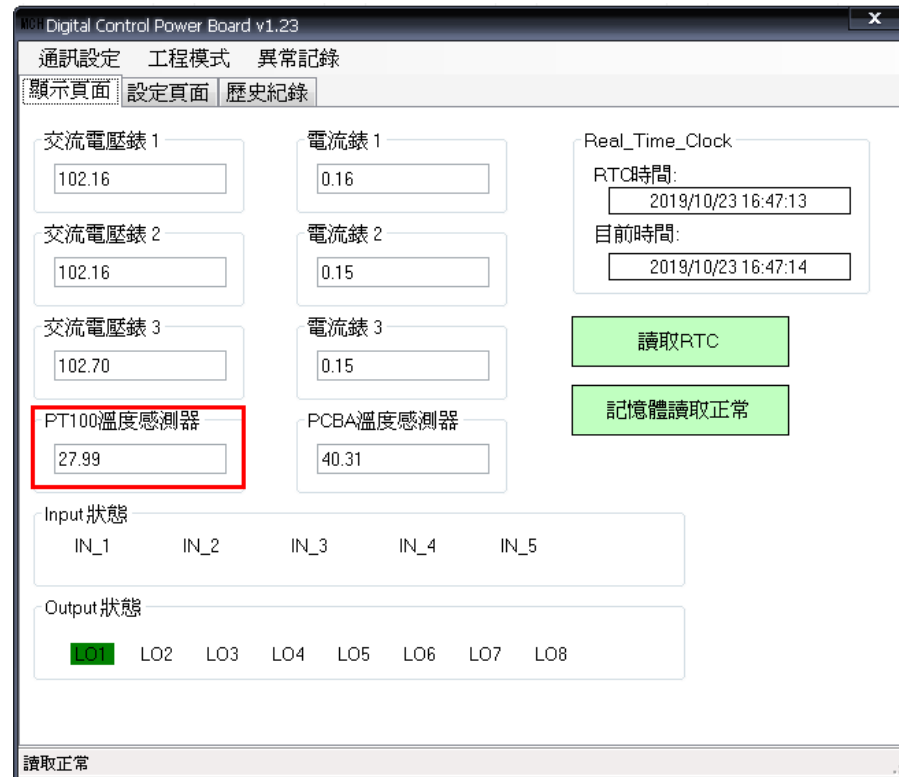 MCH Digital Control Power Board v1.23
x
通訊設定 工程模式 異常記錄
顯示頁面 設定頁面 歷史紀錄
交流電壓錶 1 電流錶 1 Real_Time_Clock
102.16 0.16 RTC時間:
2019/10/23 16:47:13
交流電壓錶 2 電流錶 2 目前時間:
102.16 0.15 2019/10/23 16:47:14
交流電壓錶 3 電流錶 3 讀取RTC
102.70 0.15
PT100溫度感測器 PCBA溫度感測器 記憶體讀取正常
27.99 40.31
Input 狀態
IN_1 IN_2 IN_3 IN_4 IN_5
Output 狀態
LO1 LO2 LO3 LO4 LO5 LO6 LO7 LO8
讀取正常